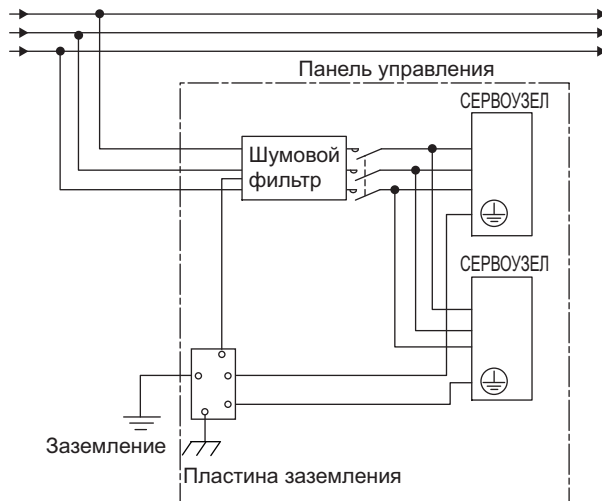 Панель управления
СЕРВОУЗЕЛ
Шумовой
фильтр
СЕРВОУЗЕЛ
Заземление
Пластина заземления